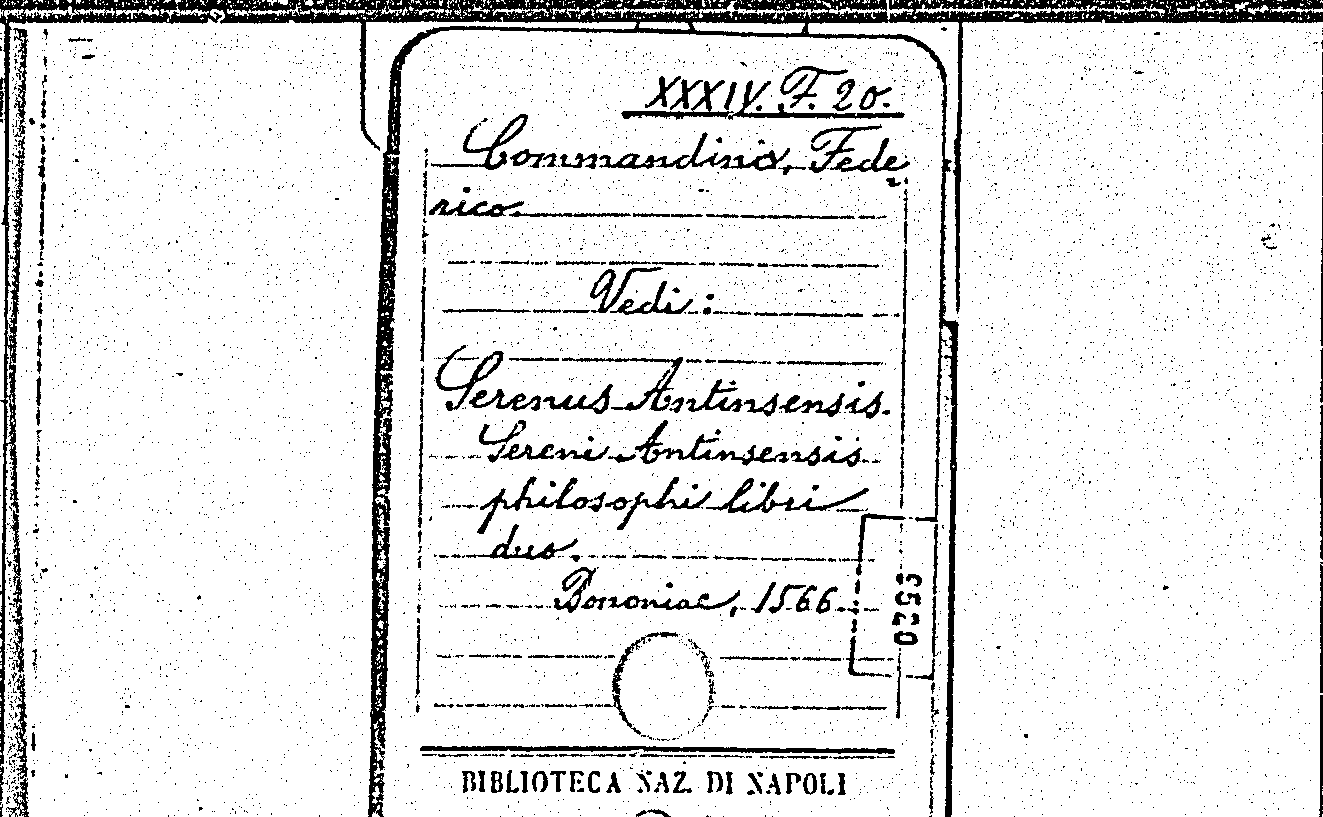 XXXIV. F. 20.
Commandino, Fede-
rico.
Vedi:
Serenus Antinsensis.
Sereni Antinsensis
philosophi libri
duo.
Bononiae, 1566.
BIBLIOTECA NAZ. DI NAPOLI